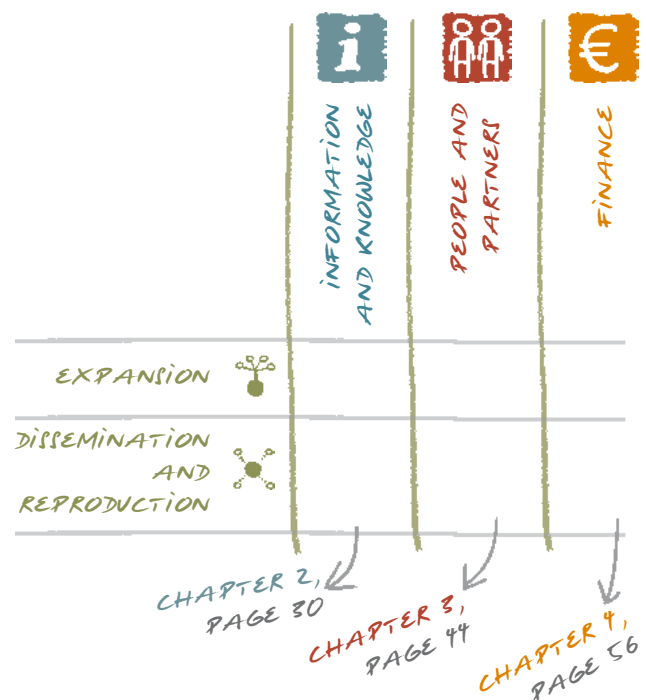 INFORMATION
AND KNOWLEDGE
PEOPLE AND
PARTNERS
FINANCE
EXPANSION
DISSEMINATION
AND
REPRODUCTION
CHAPTER 2,
PAGE 30
CHAPTER 3,
PAGE 44
CHAPTER 4,
PAGE 56